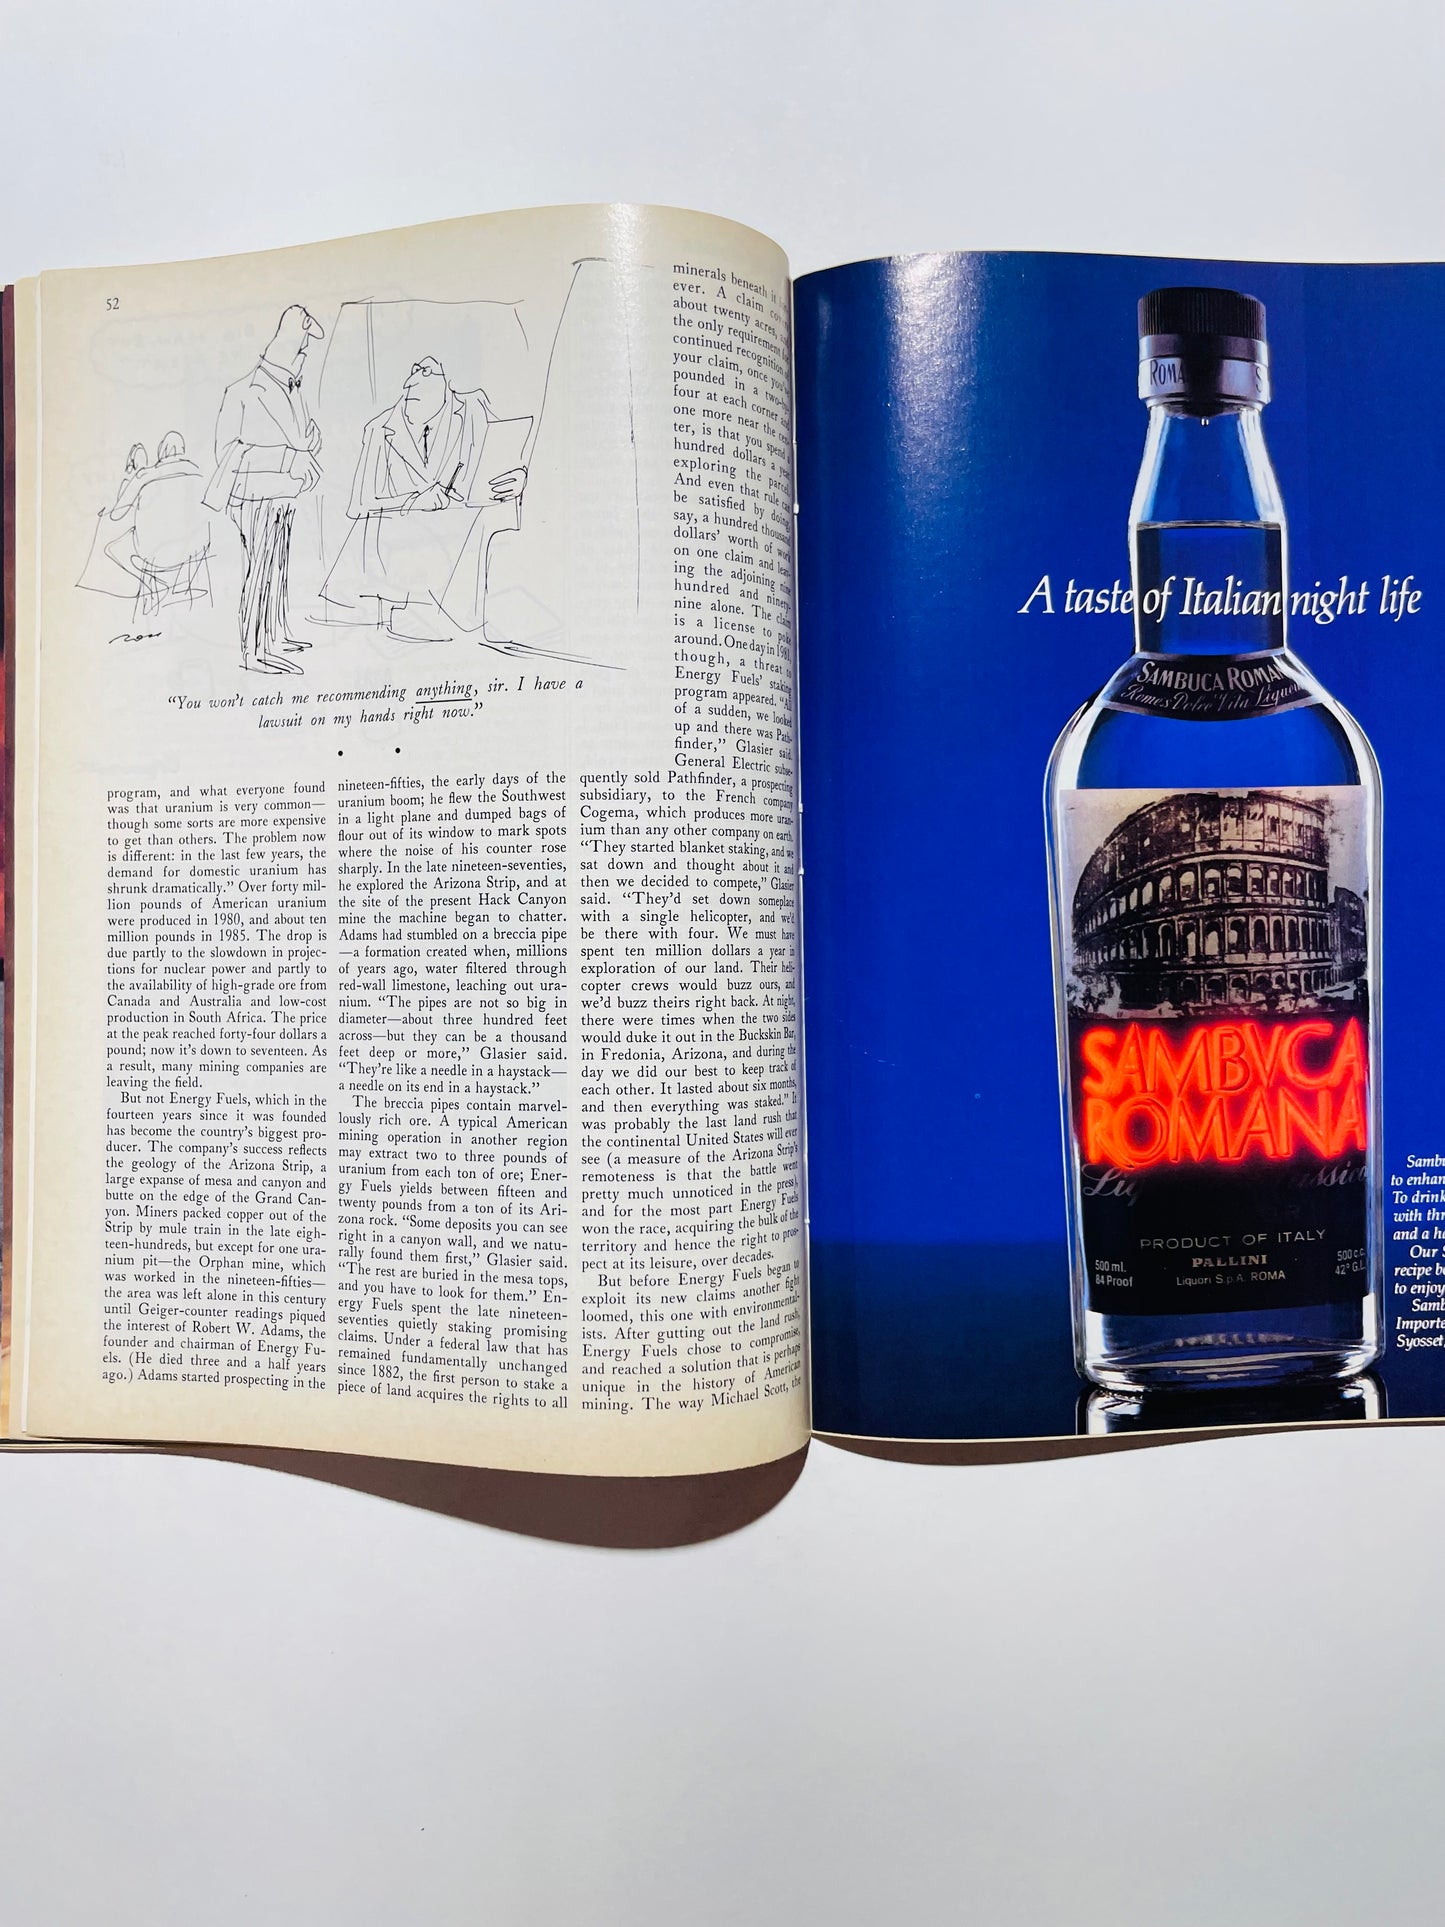 52
“You won’t catch me recommending anything, sir. I have a
lawsuit on my hands right now.”
program, and what everyone found
was that uranium is very common—
though some sorts are more expensive
to get than others. The problem now
is different: in the last few years, the
demand for domestic uranium has
shrunk dramatically.” Over forty mil-
lion pounds of American uranium
were produced in 1980, and about ten
million pounds in 1985. The drop is
due partly to the slowdown in projec-
tions for nuclear power and partly to
the availability of high-grade ore from
Canada and Australia and low-cost
production in South Africa. The price
at the peak reached forty-four dollars a
pound; now it’s down to seventeen. As
a result, many mining companies are
leaving the field.
But not Energy Fuels, which in the
fourteen years since it was founded
has become the country’s biggest pro-
ducer. The company’s success reflects
the geology of the Arizona Strip, a
large expanse of mesa and canyon and
butte on the edge of the Grand Can-
yon. Miners packed copper out of the
Strip by mule train in the late eigh-
teen-hundreds, but except for one ura-
nium pit—the Orphan mine, which
was worked in the nineteen-fifties—
the area was left alone in this century
until Geiger-counter readings piqued
the interest of Robert W. Adams, the
founder and chairman of Energy Fu-
els. (He died three and a half years
ago.) Adams started prospecting in the
nineteen-fifties, the early days of the
uranium boom; he flew the Southwest
in a light plane and dumped bags of
flour out of its window to mark spots
where the noise of his counter rose
sharply. In the late nineteen-seventies,
he explored the Arizona Strip, and at
the site of the present Hack Canyon
mine the machine began to chatter.
Adams had stumbled on a breccia pipe
—a formation created when, millions
of years ago, water filtered through
red-wall limestone, leaching out ura-
nium. “The pipes are not so big in
diameter—about three hundred feet
across—but they can be a thousand
feet deep or more,” Glasier said.
“They’re like a needle in a haystack—
a needle on its end in a haystack.”
The breccia pipes contain marvel-
lously rich ore. A typical American
mining operation in another region
may extract two to three pounds of
uranium from each ton of ore; Ener-
gy Fuels yields between fifteen and
twenty pounds from a ton of its Ari-
zona rock. “Some deposits you can see
right in a canyon wall, and we natu-
rally found them first,” Glasier said.
“The rest are buried in the mesa tops,
and you have to look for them.” En-
ergy Fuels spent the late nineteen-
seventies quietly staking promising
claims. Under a federal law that has
remained fundamentally unchanged
since 1882, the first person to stake a
piece of land acquires the rights to all
minerals beneath it
ever. A claim
about twenty acres,
the only requirement
continued recognition
your claim, once
pounded in a two-
four at each corner and
one more near the cen-
ter, is that you spend a
hundred dollars a year
exploring the parcel.
And even that rule can
be satisfied by doing,
say, a hundred thousand
dollars’ worth of work
on one claim and leav-
ing the adjoining nine
hundred and ninety-
nine alone. The claim
is a license to poke
around. One day in 1981,
though, a threat to
Energy Fuels’ staking
program appeared. “All
of a sudden, we looked
up and there was Path-
finder,” Glasier said.
General Electric subse-
quently sold Pathfinder, a prospecting
subsidiary, to the French company
Cogema, which produces more uran-
ium than any other company on earth.
“They started blanket staking, and we
sat down and thought about it and
then we decided to compete,” Glasier
said. “They’d set down someplace
with a single helicopter, and we’d
be there with four. We must have
spent ten million dollars a year in
exploration of our land. Their heli-
copter crews would buzz ours, and
we’d buzz theirs right back. At night,
there were times when the two sides
would duke it out in the Buckskin Bar,
in Fredonia, Arizona, and during the
day we did our best to keep track of
each other. It lasted about six months,
and then everything was staked.” It
was probably the last land rush that
the continental United States will ever
see (a measure of the Arizona Strip’s
remoteness is that the battle went
pretty much unnoticed in the press),
and for the most part Energy Fuels
won the race, acquiring the bulk of the
territory and hence the right to pros-
pect at its leisure, over decades.
But before Energy Fuels began to
exploit its new claims another fight
loomed, this one with environmental-
ists. After gutting out the land rush,
Energy Fuels chose to compromise,
and reached a solution that is perhaps
unique in the history of American
mining. The way Michael Scott, the
ROMA
A taste of Italian night life
SAMBUCA ROMANA
Romes Dolce Vita Liqueur
SAMBVCA
ROMANA
PRODUCT OF ITALY
PALLINI
Liquori S.p.A. ROMA
500 ml.
84 Proof
500 c.c.
42° G.L.
to enhan
To drink
with thr
and a ha
Our S
recipe be
to enjoy
Samb
Importe
Syosset,